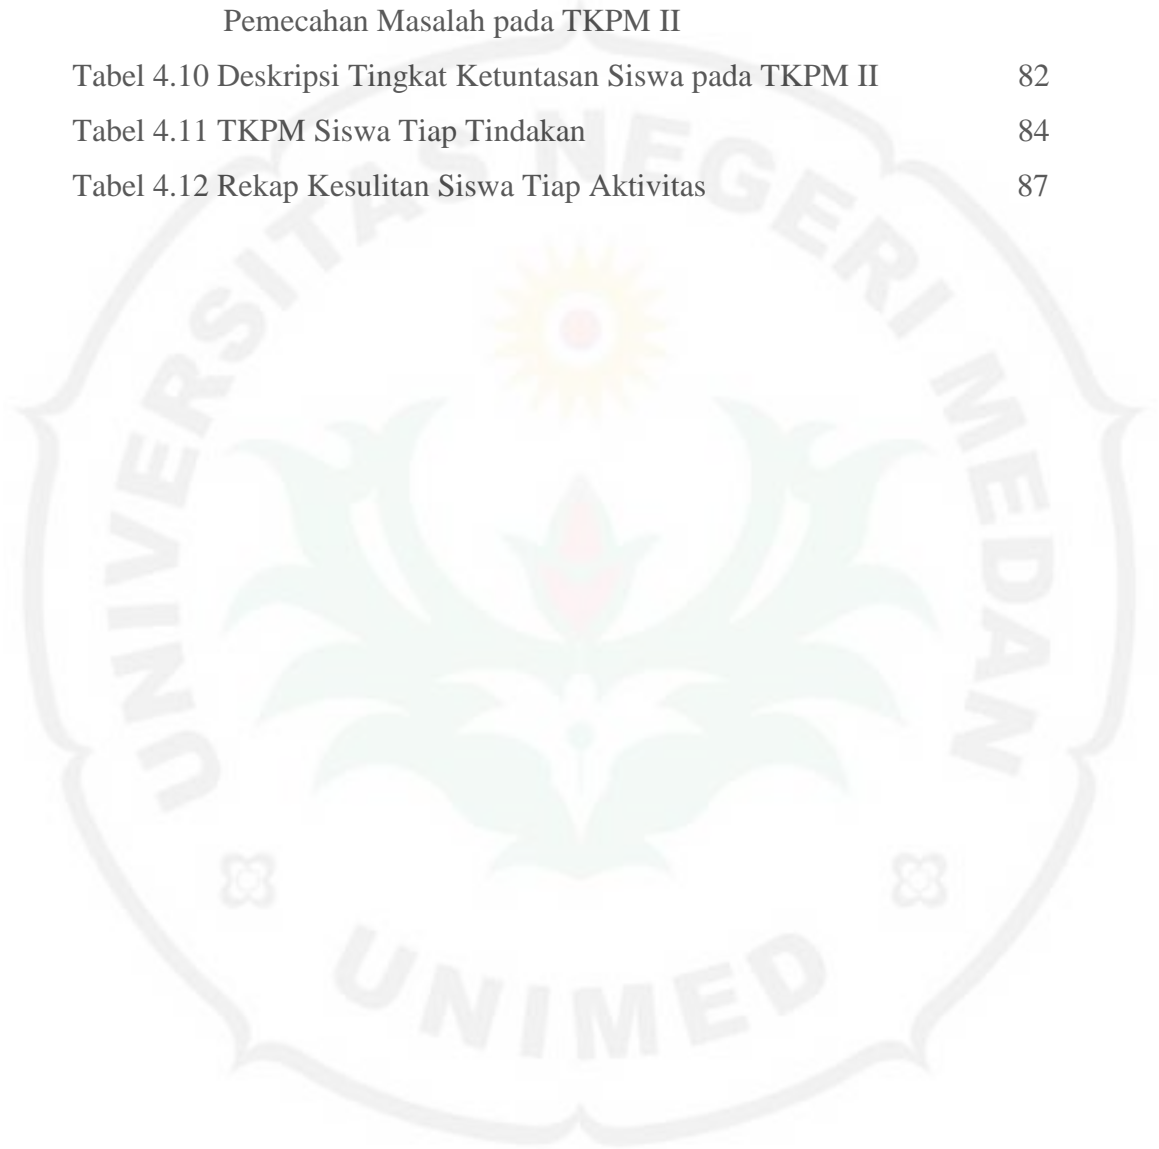 Pemecahan Masalah pada TKPM II
Tabel 4.10 Deskripsi Tingkat Ketuntasan Siswa pada TKPM II 82
Tabel 4.11 TKPM Siswa Tiap Tindakan 84
Tabel 4.12 Rekap Kesulitan Siswa Tiap Aktivitas 87
UNIVERSITAS NEGERI MEDAN
UNIMED